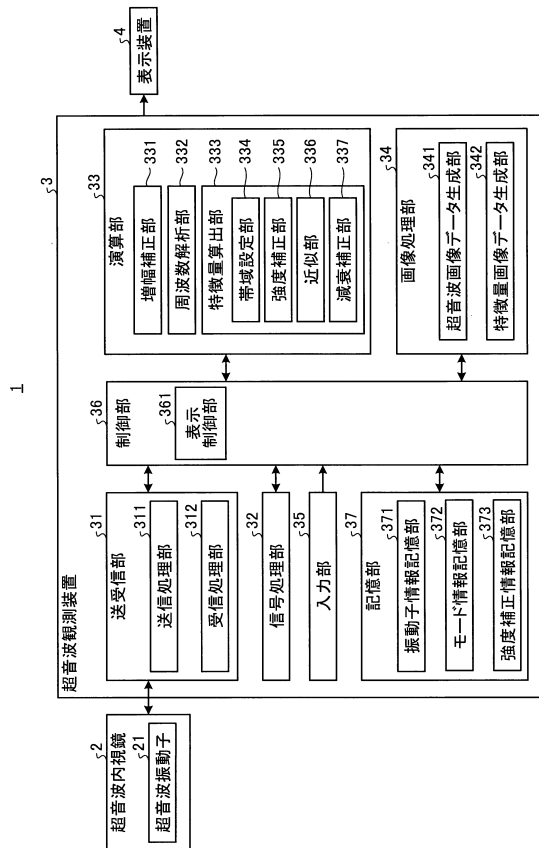 1
2
超音波内視鏡
21
超音波振動子
3
超音波観測装置
31
送受信部
311
送信処理部
312
受信処理部
32
信号処理部
35
入力部
37
記憶部
371
振動子情報記憶部
372
モード情報記憶部
373
強度補正情報記憶部
36
制御部
361
表示
制御部
33
演算部
331
増幅補正部
332
周波数解析部
333
特徴量算出部
334
帯域設定部
335
強度補正部
336
近似部
337
減衰補正部
34
画像処理部
341
超音波画像データ生成部
342
特徴量画像データ生成部
4
表示装置